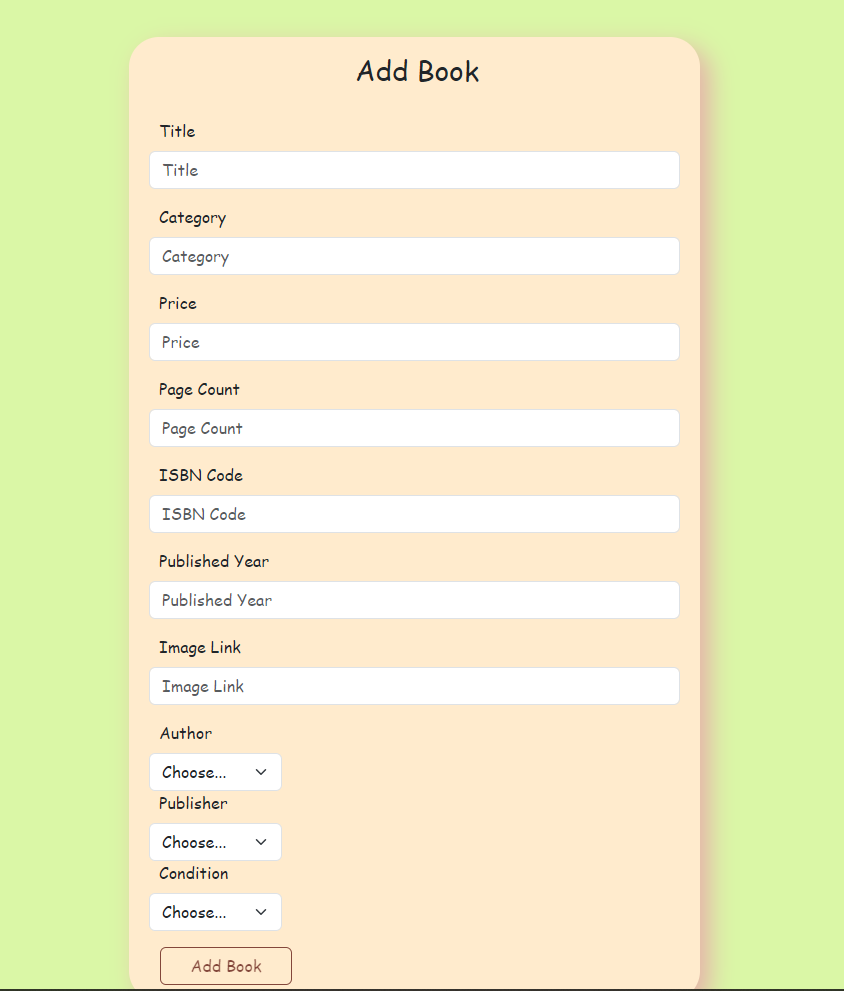 Add Book
Title
Title
Category
Category
Price
Price
Page Count
Page Count
ISBN Code
ISBN Code
Published Year
Published Year
Image Link
Image Link
Author
Choose...
Publisher
Choose...
Condition
Choose...
Add Book